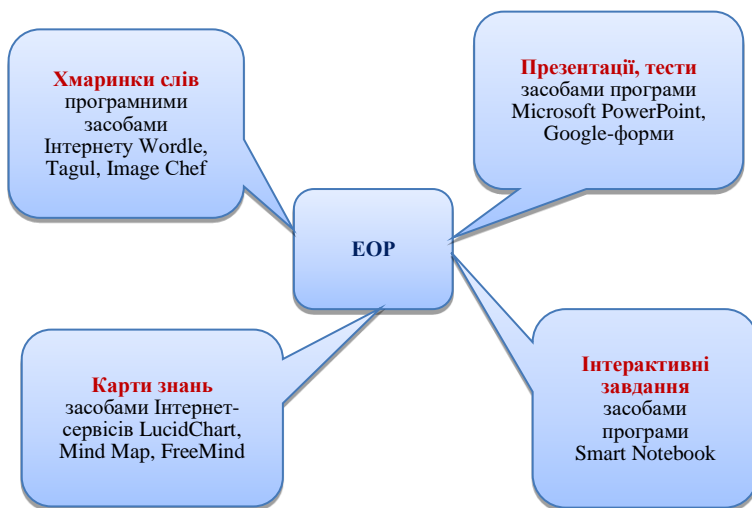 Хмаринки слів
програмними
засобами
Інтернету Wordle,
Tagul, Image Chef
Презентації, тести
засобами програми
Microsoft PowerPoint,
Google-форми
ЕОР
Карти знань
засобами Інтернет-
сервісів LucidChart,
Mind Map, FreeMind
Інтерактивні
завдання
засобами
програми
Smart Notebook